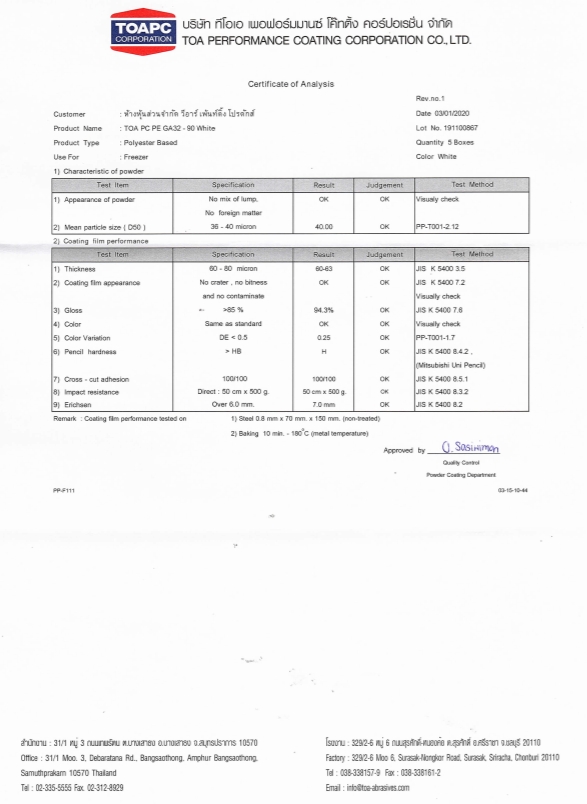 TOAPC
CORPORATION
บริษัท ทีโอเอ เพอฟอร์มมานซ์ โค๊ทติ้ง คอร์ปอเรชั่น จำกัด
TOA PERFORMANCE COATING CORPORATION CO., LTD.
Certificate of Analysis
Rev.no.1
Customer : ห้างหุ้นส่วนจำกัด วีอาร์ เพ้นท์ติ้ง โปรดักส์ Date 03/01/2020
Product Name : TOA PC PE GA32 - 90 White Lot No. 191100867
Product Type : Polyester Based Quantity 5 Boxes
Use For : Freezer Color White
1) Characteristic of powder
Test Item Specification Result Judgement Test Method
1) Appearance of powder No mix of lump, OK OK Visualy check
No foreign matter
2) Mean particle size ( D50 ) 36 - 40 micron 40.00 OK PP-T001-2.12
2) Coating film performance
Test Item Specification Result Judgement Test Method
1) Thickness 60 - 80 micron 60-63 OK JIS K 5400 3.5
2) Coating film appearance No crater , no bitness OK OK JIS K 5400 7.2
and no contaminate Visually check
3) Gloss >85 % 94.3% OK JIS K 5400 7.6
4) Color Same as standard OK OK Visually check
5) Color Variation DE < 0.5 0.25 OK PP-T001-1.7
6) Pencil hardness > HB H OK JIS K 5400 8.4.2 ,
(Mitsubishi Uni Pencil)
7) Cross - cut adhesion 100/100 100/100 OK JIS K 5400 8.5.1
8) Impact resistance Direct : 50 cm x 500 g. 50 cm x 500 g. OK JIS K 5400 8.3.2
9) Erichsen Over 6.0 mm. 7.0 mm OK JIS K 5400 8.2
Remark : Coating film performance tested on 1) Steel 0.8 mm x 70 mm. x 150 mm. (non-treated)
2) Baking 10 min. - 180°C (metal temperature)
Approved by
Quality Control
Powder Coating Department
PP-F111 03-15-10-44
สำนักงาน : 31/1 หมู่ 3 ถนนเทพรัตน ต.บางเสาธง อ.บางเสาธง จ.สมุทรปราการ 10570
Office : 31/1 Moo. 3, Debaratana Rd., Bangsaothong, Amphur Bangsaothong,
Samuthprakarn 10570 Thailand
Tel : 02-335-5555 Fax. 02-312-8929
โรงงาน : 329/2-6 หมู่ 6 ถนนสุรศักดิ์-หนองค้อ ต.สุรศักดิ์ อ.ศรีราชา จ.ชลบุรี 20110
Factory : 329/2-6 Moo 6, Surasak-Nongkor Road, Surasak, Sriracha, Chonburi 20110
Tel : 038-338157-9 Fax : 038-338161-2
Email : info@toa-abrasives.com